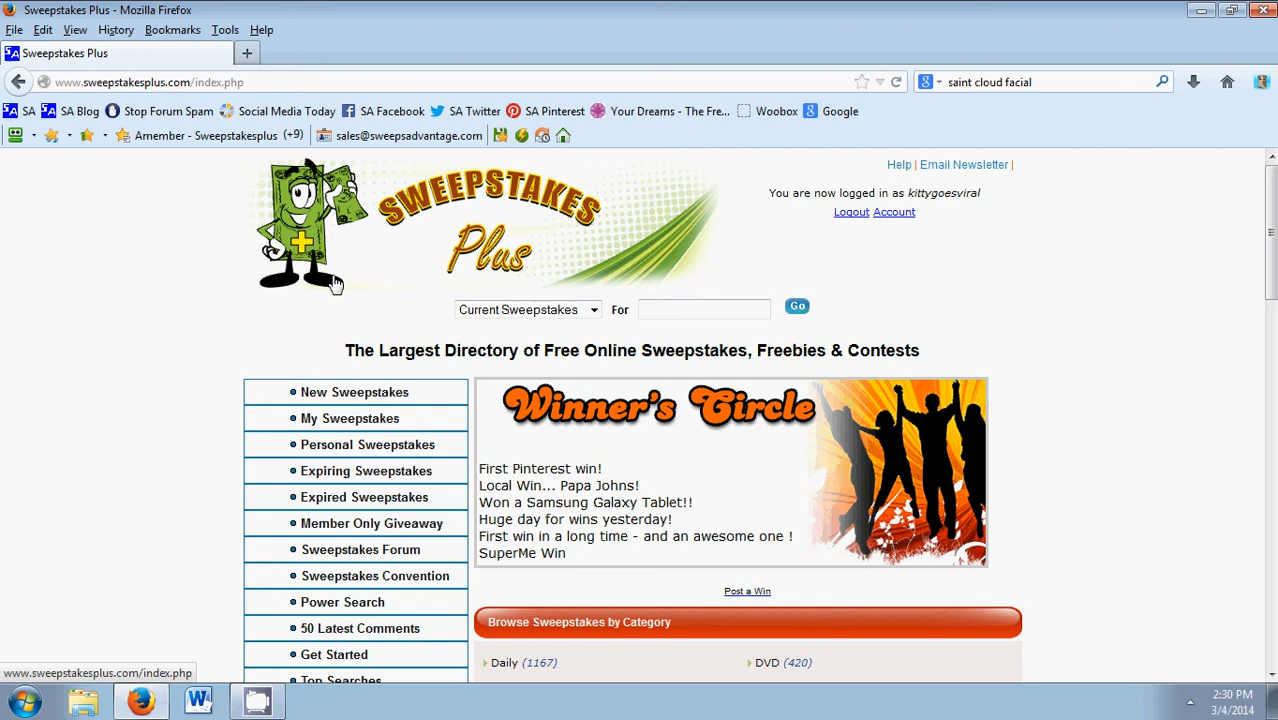 Sweepstakes Plus - Mozilla Firefox
File Edit View History Bookmarks Tools Help
SA Sweepstakes Plus +
www.sweepstakesplus.com/index.php
8 saint cloud facial
SA SA SA SA Blog Stop Forum Spam Social Media Today SA Facebook SA Twitter SA Pinterest Your Dreams - The Fre... Woobox 8 Google
Amember - Sweepstakesplus (+9) sales@sweepsadvantage.com
Help | Email Newsletter |
You are now logged in as kittygoesviral
Logout Account
SWEEPSTAKES
Plus
Current Sweepstakes For Go
The Largest Directory of Free Online Sweepstakes, Freebies & Contests
New Sweepstakes
My Sweepstakes
Personal Sweepstakes
Expiring Sweepstakes
Expired Sweepstakes
Member Only Giveaway
Sweepstakes Forum
Sweepstakes Convention
Power Search
50 Latest Comments
Get Started
Top Searches
Winner's Circle
First Pinterest win!
Local Win... Papa Johns!
Won a Samsung Galaxy Tablet!!
Huge day for wins yesterday!
First win in a long time - and an awesome one !
SuperMe Win
Post a Win
Browse Sweepstakes by Category
Daily (1167) DVD (420)
www.sweepstakesplus.com/index.php
2:30 PM
3/4/2014